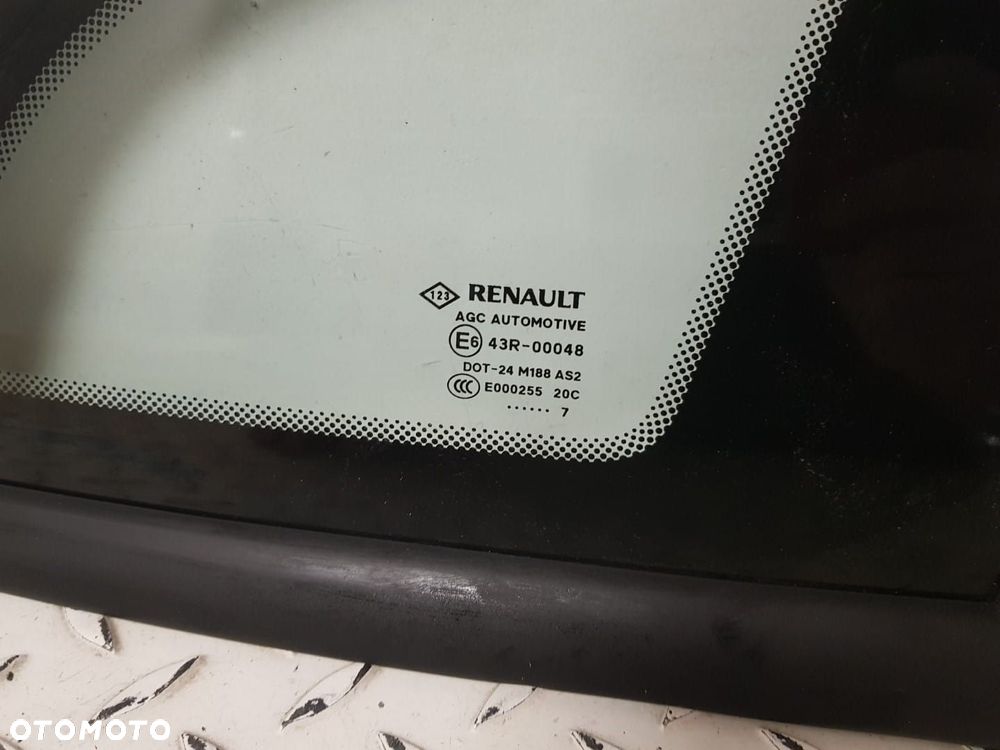 123 RENAULT
AGC AUTOMOTIVE
E6 43R-00048
DOT-24 M188 AS2
CCC E000255 20C
...... 7
OTOMOTO